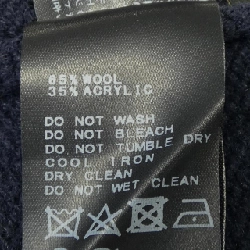 65% WOOL
35% ACRYLIC
DO NOT WASH
DO NOT BLEACH
DO NOT TUMBLE DRY
COOL IRON
DRY CLEAN
DO NOT WET CLEAN